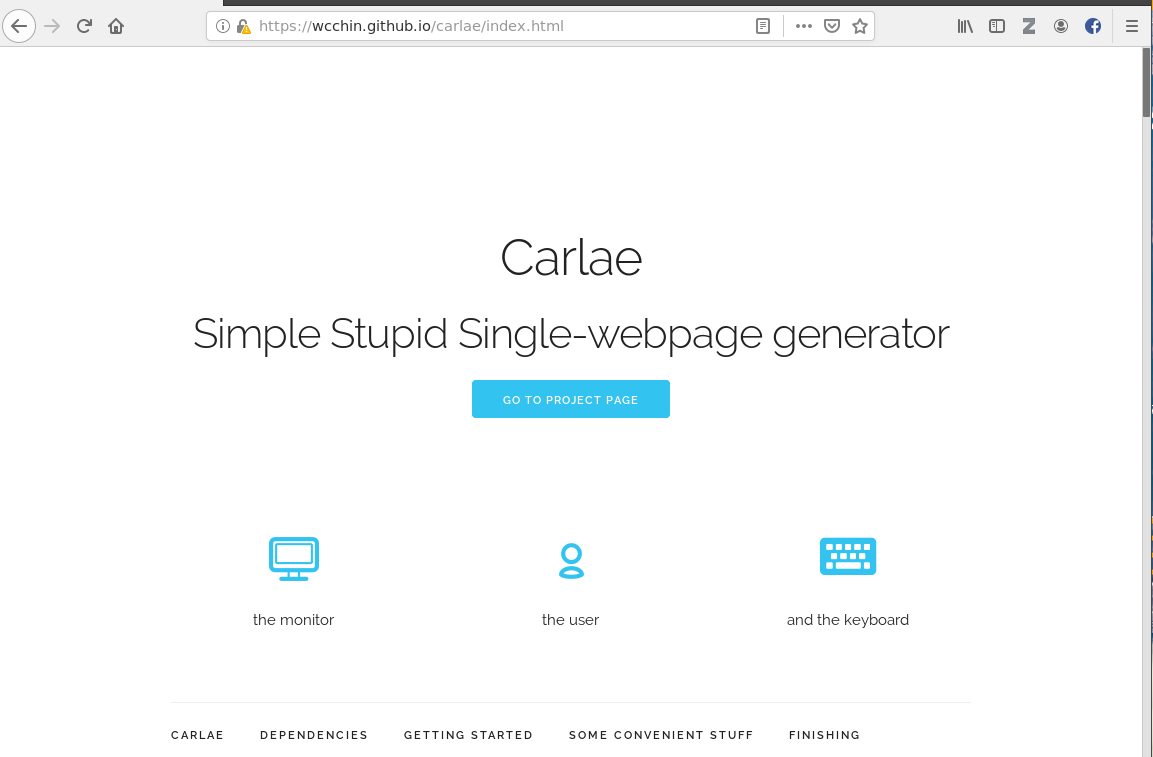 https://wcchin.github.io/carlae/index.html
Carlae
Simple Stupid Single-webpage generator
GO TO PROJECT PAGE
the monitor the user and the keyboard
CARLAE DEPENDENCIES GETTING STARTED SOME CONVENIENT STUFF FINISHING